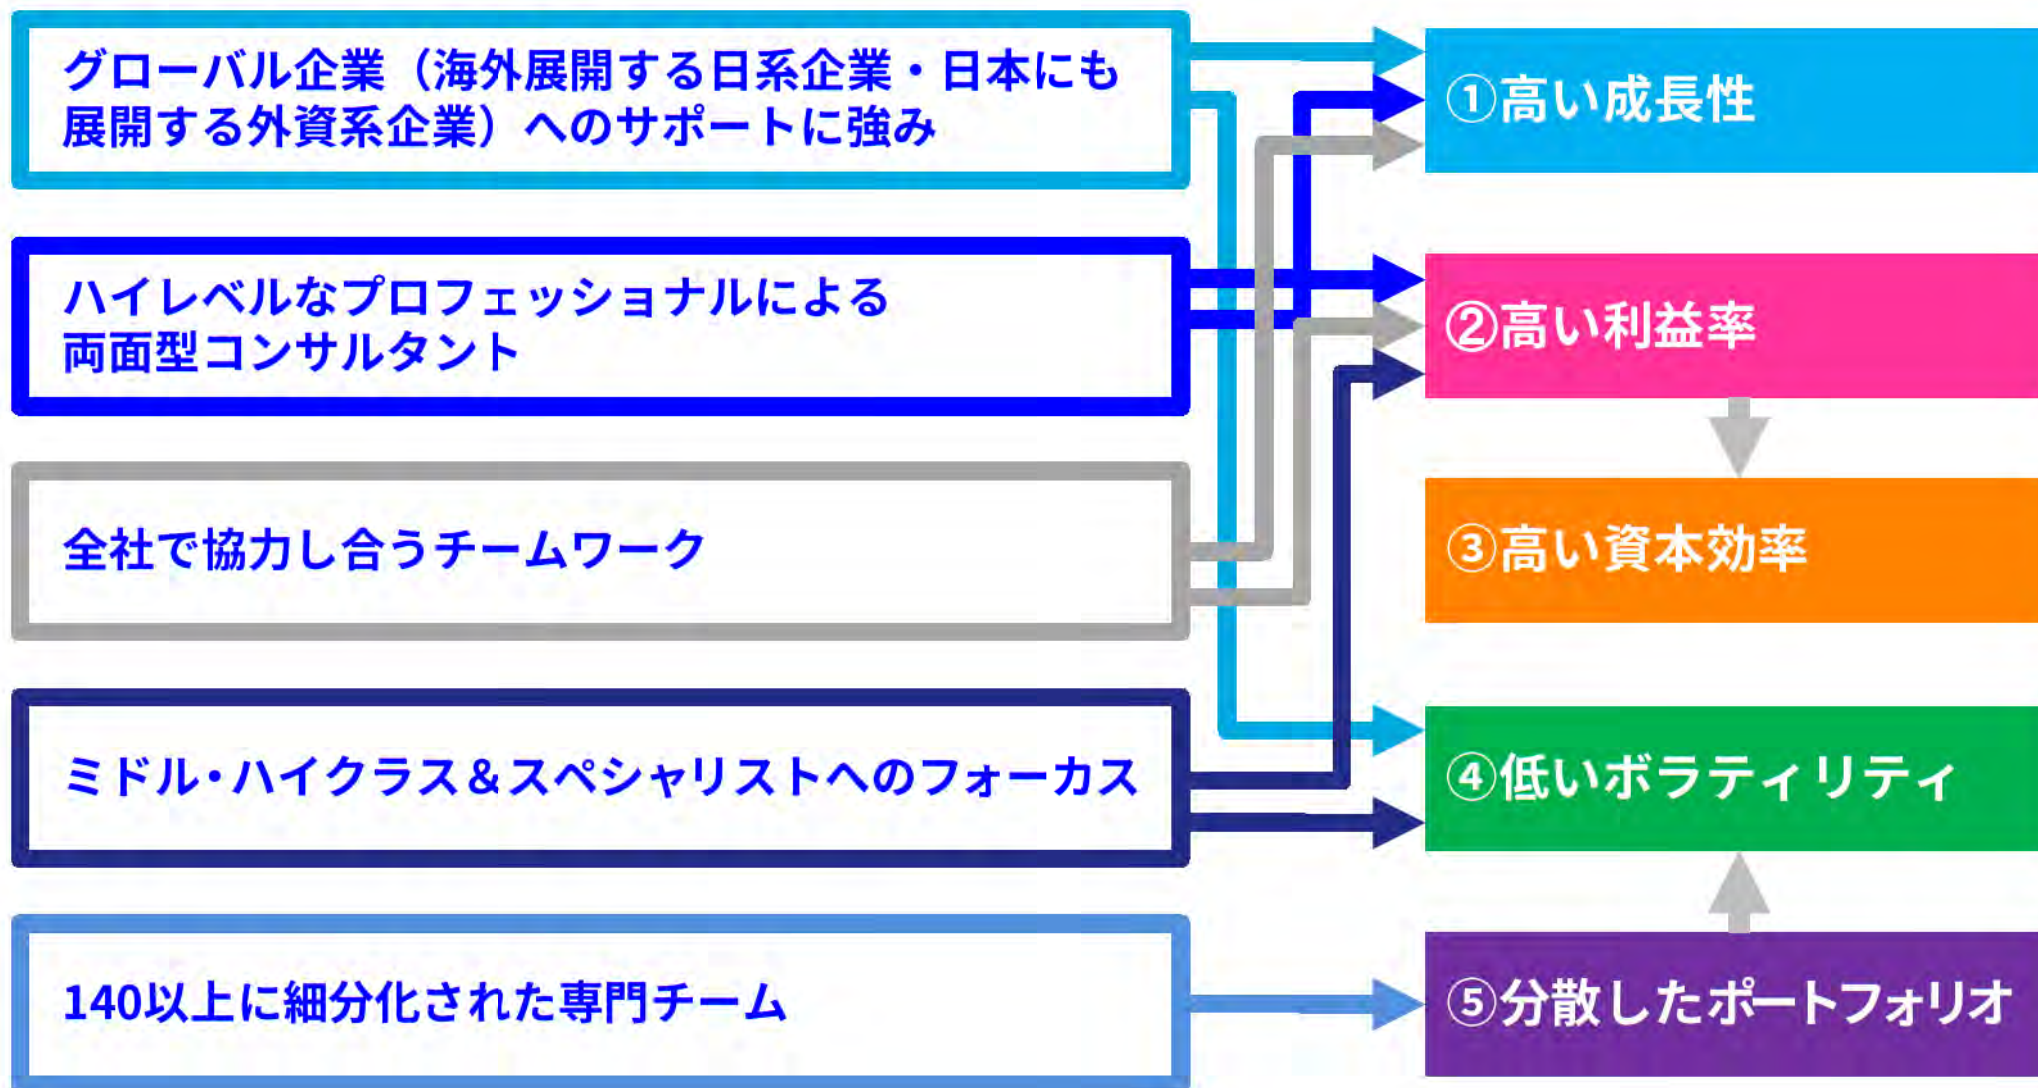 グローバル企業（海外展開する日系企業・日本にも
展開する外資系企業）へのサポートに強み
ハイレベルなプロフェッショナルによる
両面型コンサルタント
全社で協力し合うチームワーク
ミドル・ハイクラス＆スペシャリストへのフォーカス
140以上に細分化された専門チーム
①高い成長性
②高い利益率
③高い資本効率
④低いボラティリティ
⑤分散したポートフォリオ